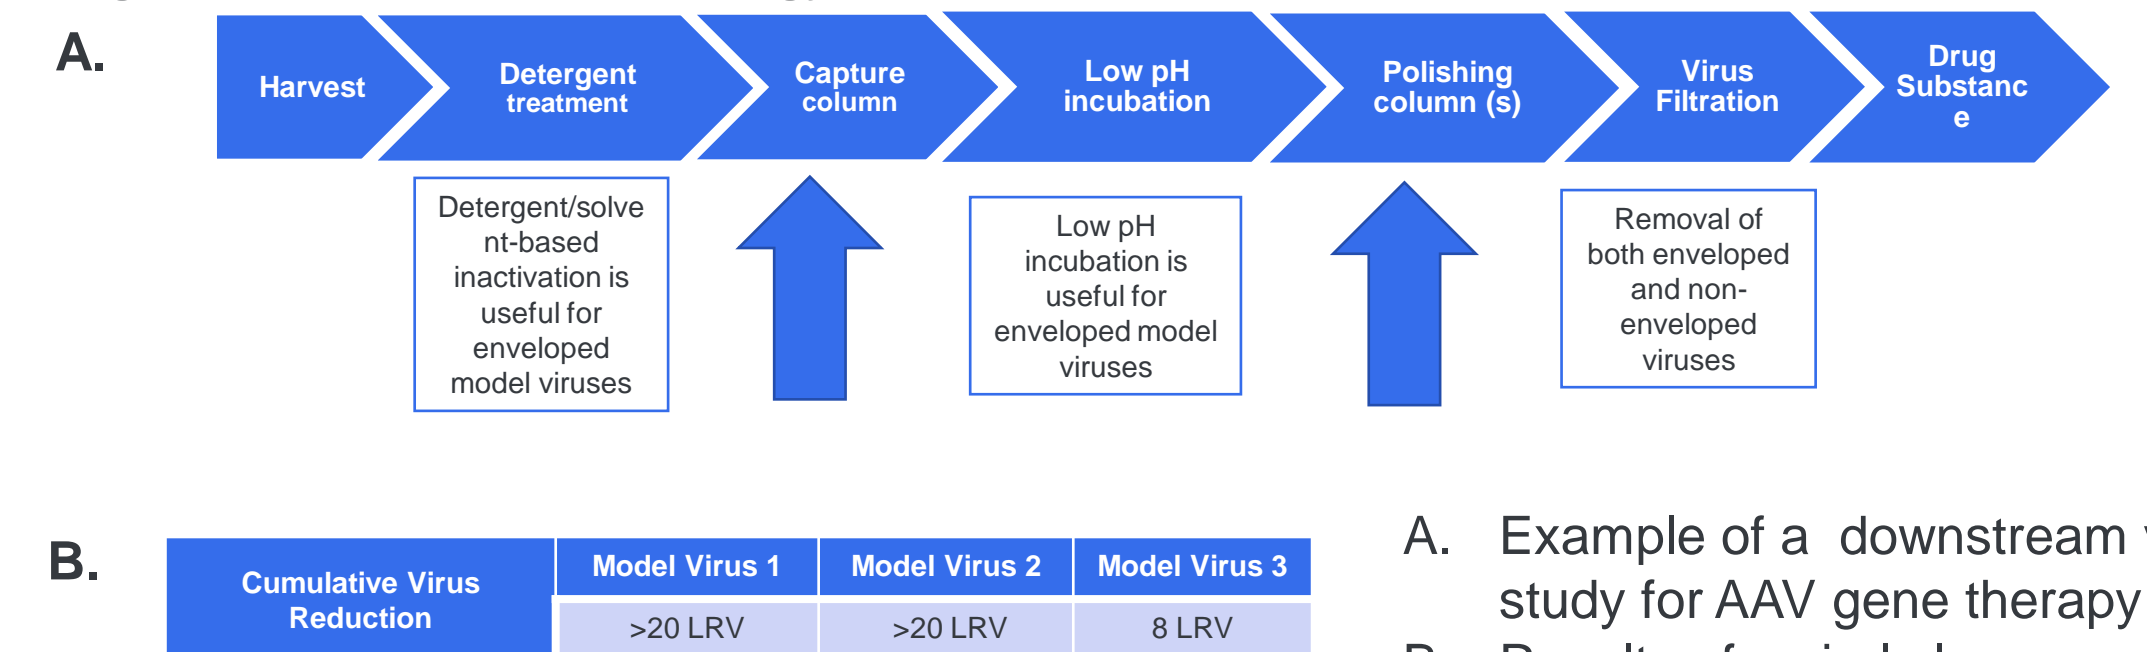 A.
Harvest
Detergent
treatment
Capture
column
Low pH
incubation
Polishing
column (s)
Virus
Filtration
Drug
Substanc
e
Detergent/solve
nt-based
inactivation is
useful for
enveloped
model viruses
Low pH
incubation is
useful for
enveloped model
viruses
Removal of
both enveloped
and non-
enveloped
viruses
B.
Cumulative Virus
Reduction
Model Virus 1
Model Virus 2
Model Virus 3
>20 LRV
>20 LRV
8 LRV
A. Example of a downstream
study for AAV gene therapy